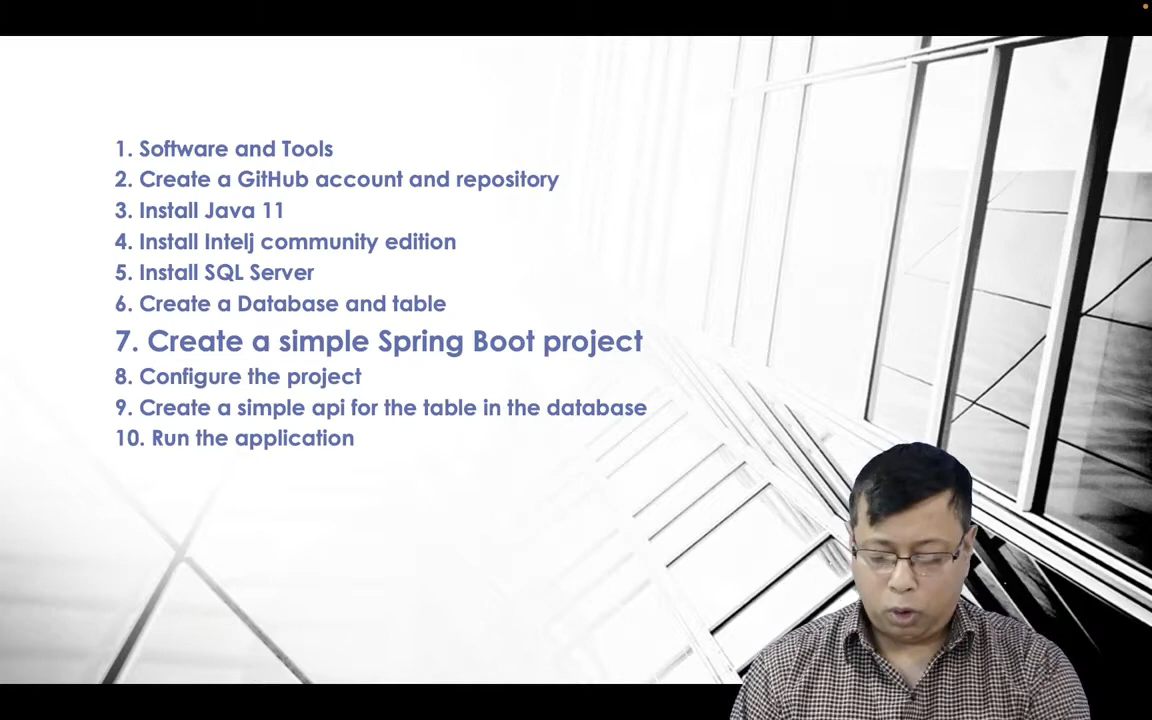 1. Software and Tools
2. Create a GitHub account and repository
3. Install Java 11
4. Install Intelj community edition
5. Install SQL Server
6. Create a Database and table
7. Create a simple Spring Boot project
8. Configure the project
9. Create a simple api for the table in the database
10. Run the application